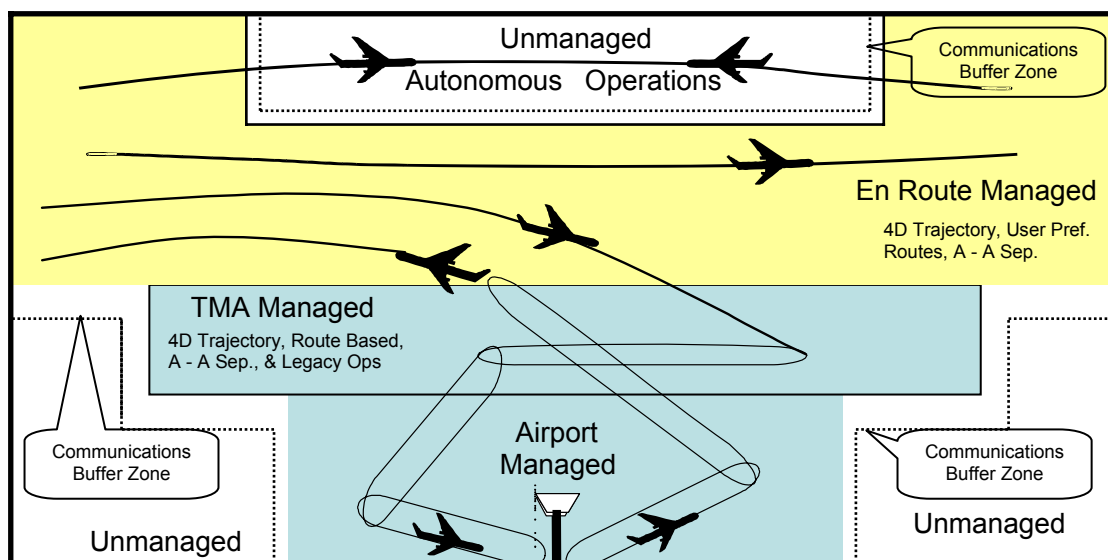 Unmanaged
Autonomous Operations
Communications
Buffer Zone
En Route Managed
4D Trajectory, User Pref.
Routes, A - A Sep.
TMA Managed
4D Trajectory, Route Based,
A - A Sep., & Legacy Ops
Airport
Managed
Communications
Buffer Zone
Communications
Buffer Zone
Unmanaged
Unmanaged